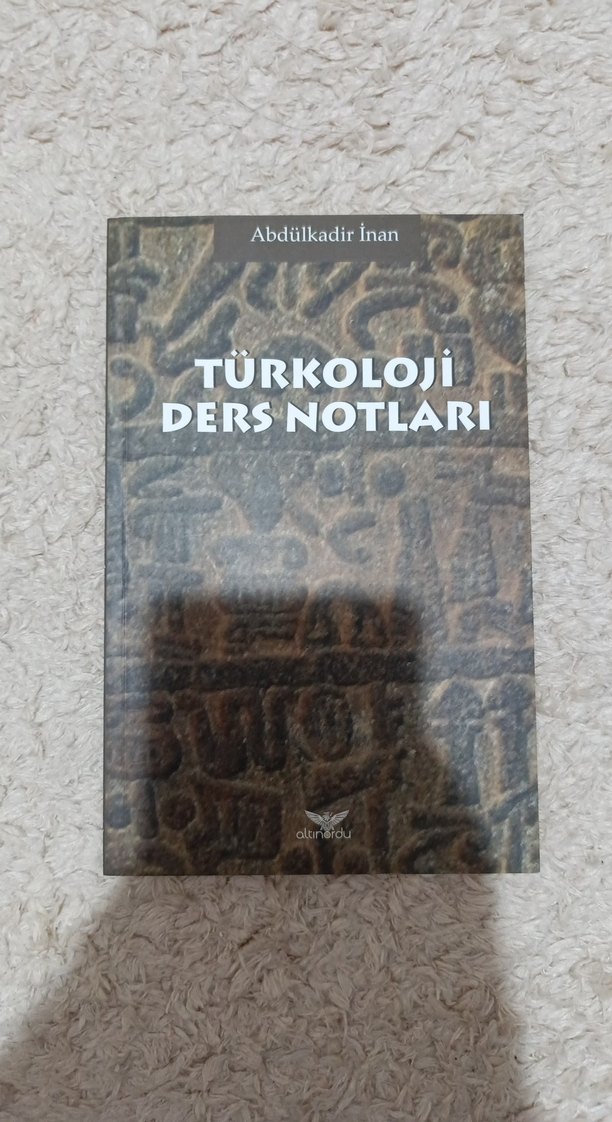 Abdülkadir İnan
TÜRKOLOJİ
DERS NOTLARI
altınordu